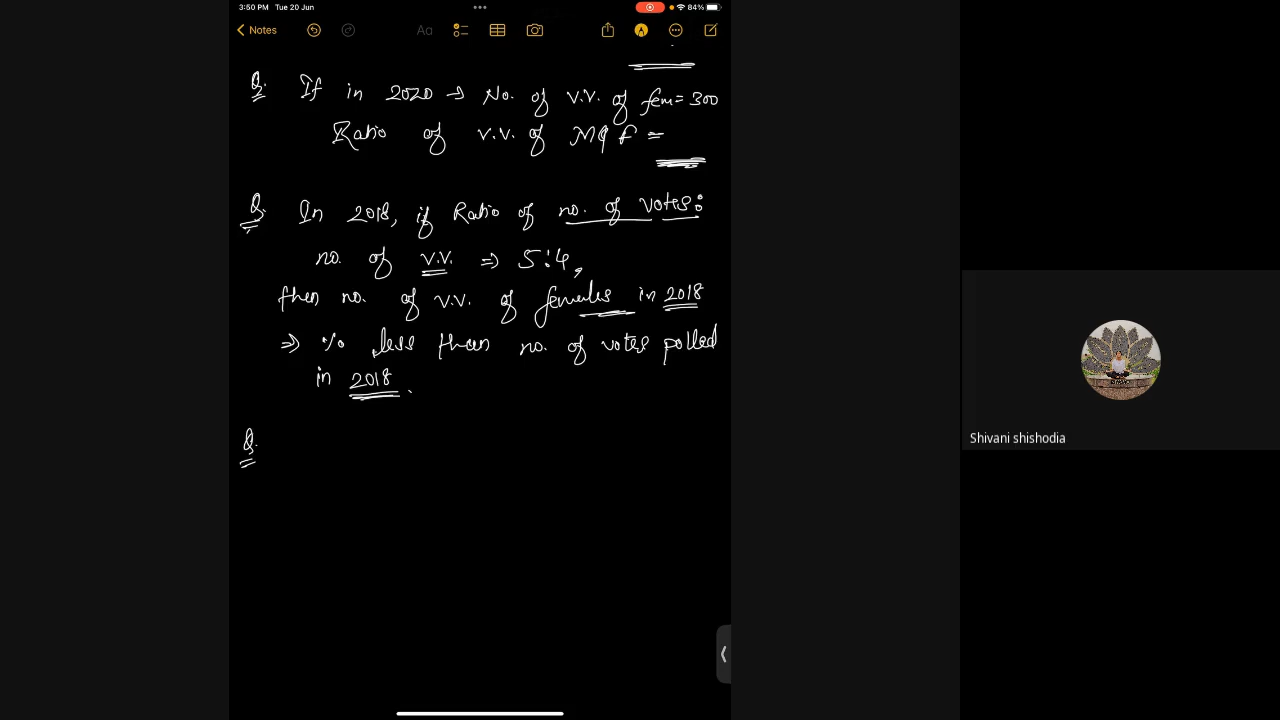 3:50 PM Tue 20 Jun
84%
Notes
Aa
Q. If in 2020 → No. of V.V. of fem = 300
Ratio of V.V. of M & F =
Q. In 2018, if Ratio of no. of votes :
no. of V.V. ⇒ 5:4,
then no. of V.V. of females in 2018
⇒ % less than no. of votes polled
in 2018.
Q.
Shivani shishodia